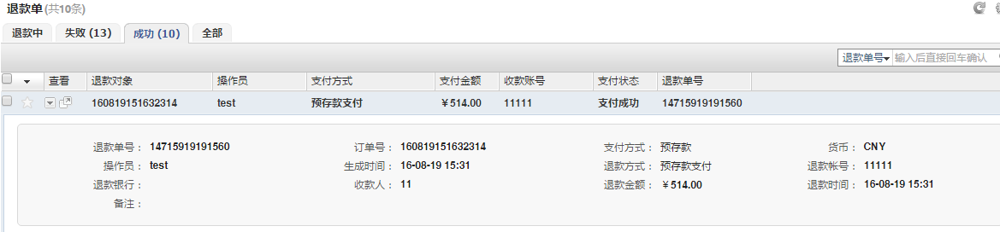 退款单(共10条)
退款中 失败 (13) 成功 (10) 全部
退款单号 输入后直接回车确认
查看 退款对象 操作员 支付方式 支付金额 收款账号 支付状态 退款单号
160819151632314 test 预存款支付 ￥514.00 11111 支付成功 14715919191560
退款单号： 14715919191560 订单号： 160819151632314 支付方式： 预存款 货币： CNY
操作员： test 生成时间： 16-08-19 15:31 退款方式： 预存款支付 退款帐号： 11111
退款银行： 收款人： 11 退款金额： ￥514.00 退款时间： 16-08-19 15:31
备注：